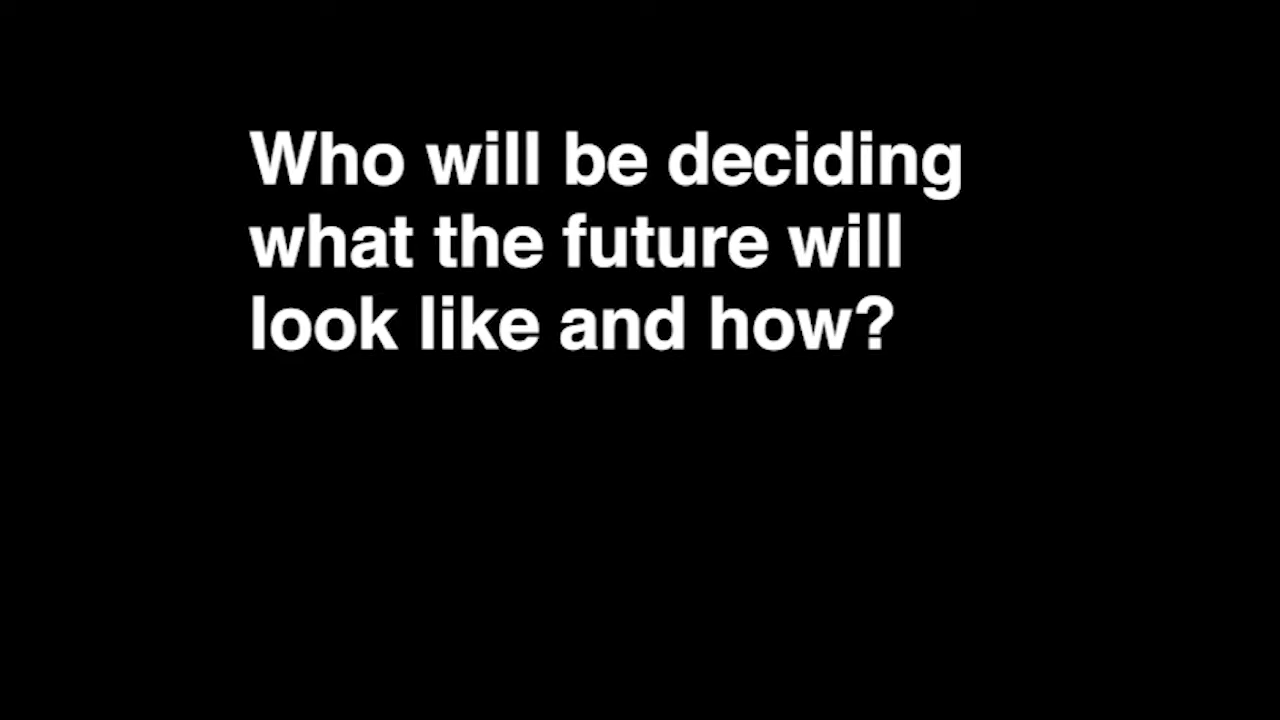 Who will be deciding
what the future will
look like and how?